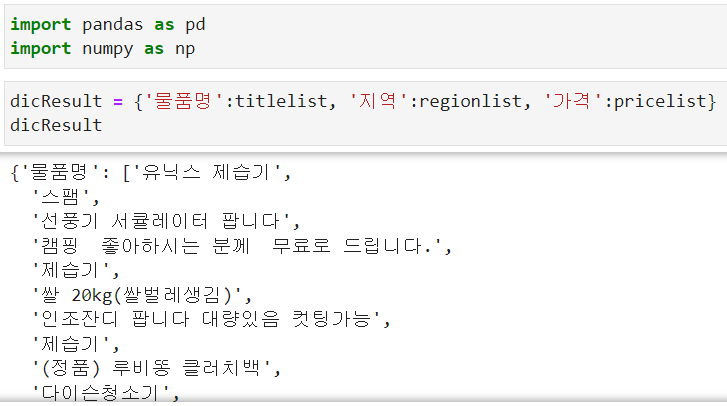 import pandas as pd
import numpy as np
dicResult = {'물품명':titlelist, '지역':regionlist, '가격':pricelist}
dicResult
{'물품명': ['유닉스 제습기',
'스팸',
'선풍기 서큘레이터 팝니다',
'캠핑  좋아하시는 분께  무료로 드립니다.',
'제습기',
'쌀 20kg(쌀벌레생김)',
'인조잔디 팝니다 대량있음 컷팅가능',
'제습기',
'(정품) 루비똥 클러치백',
'다이슨청소기',